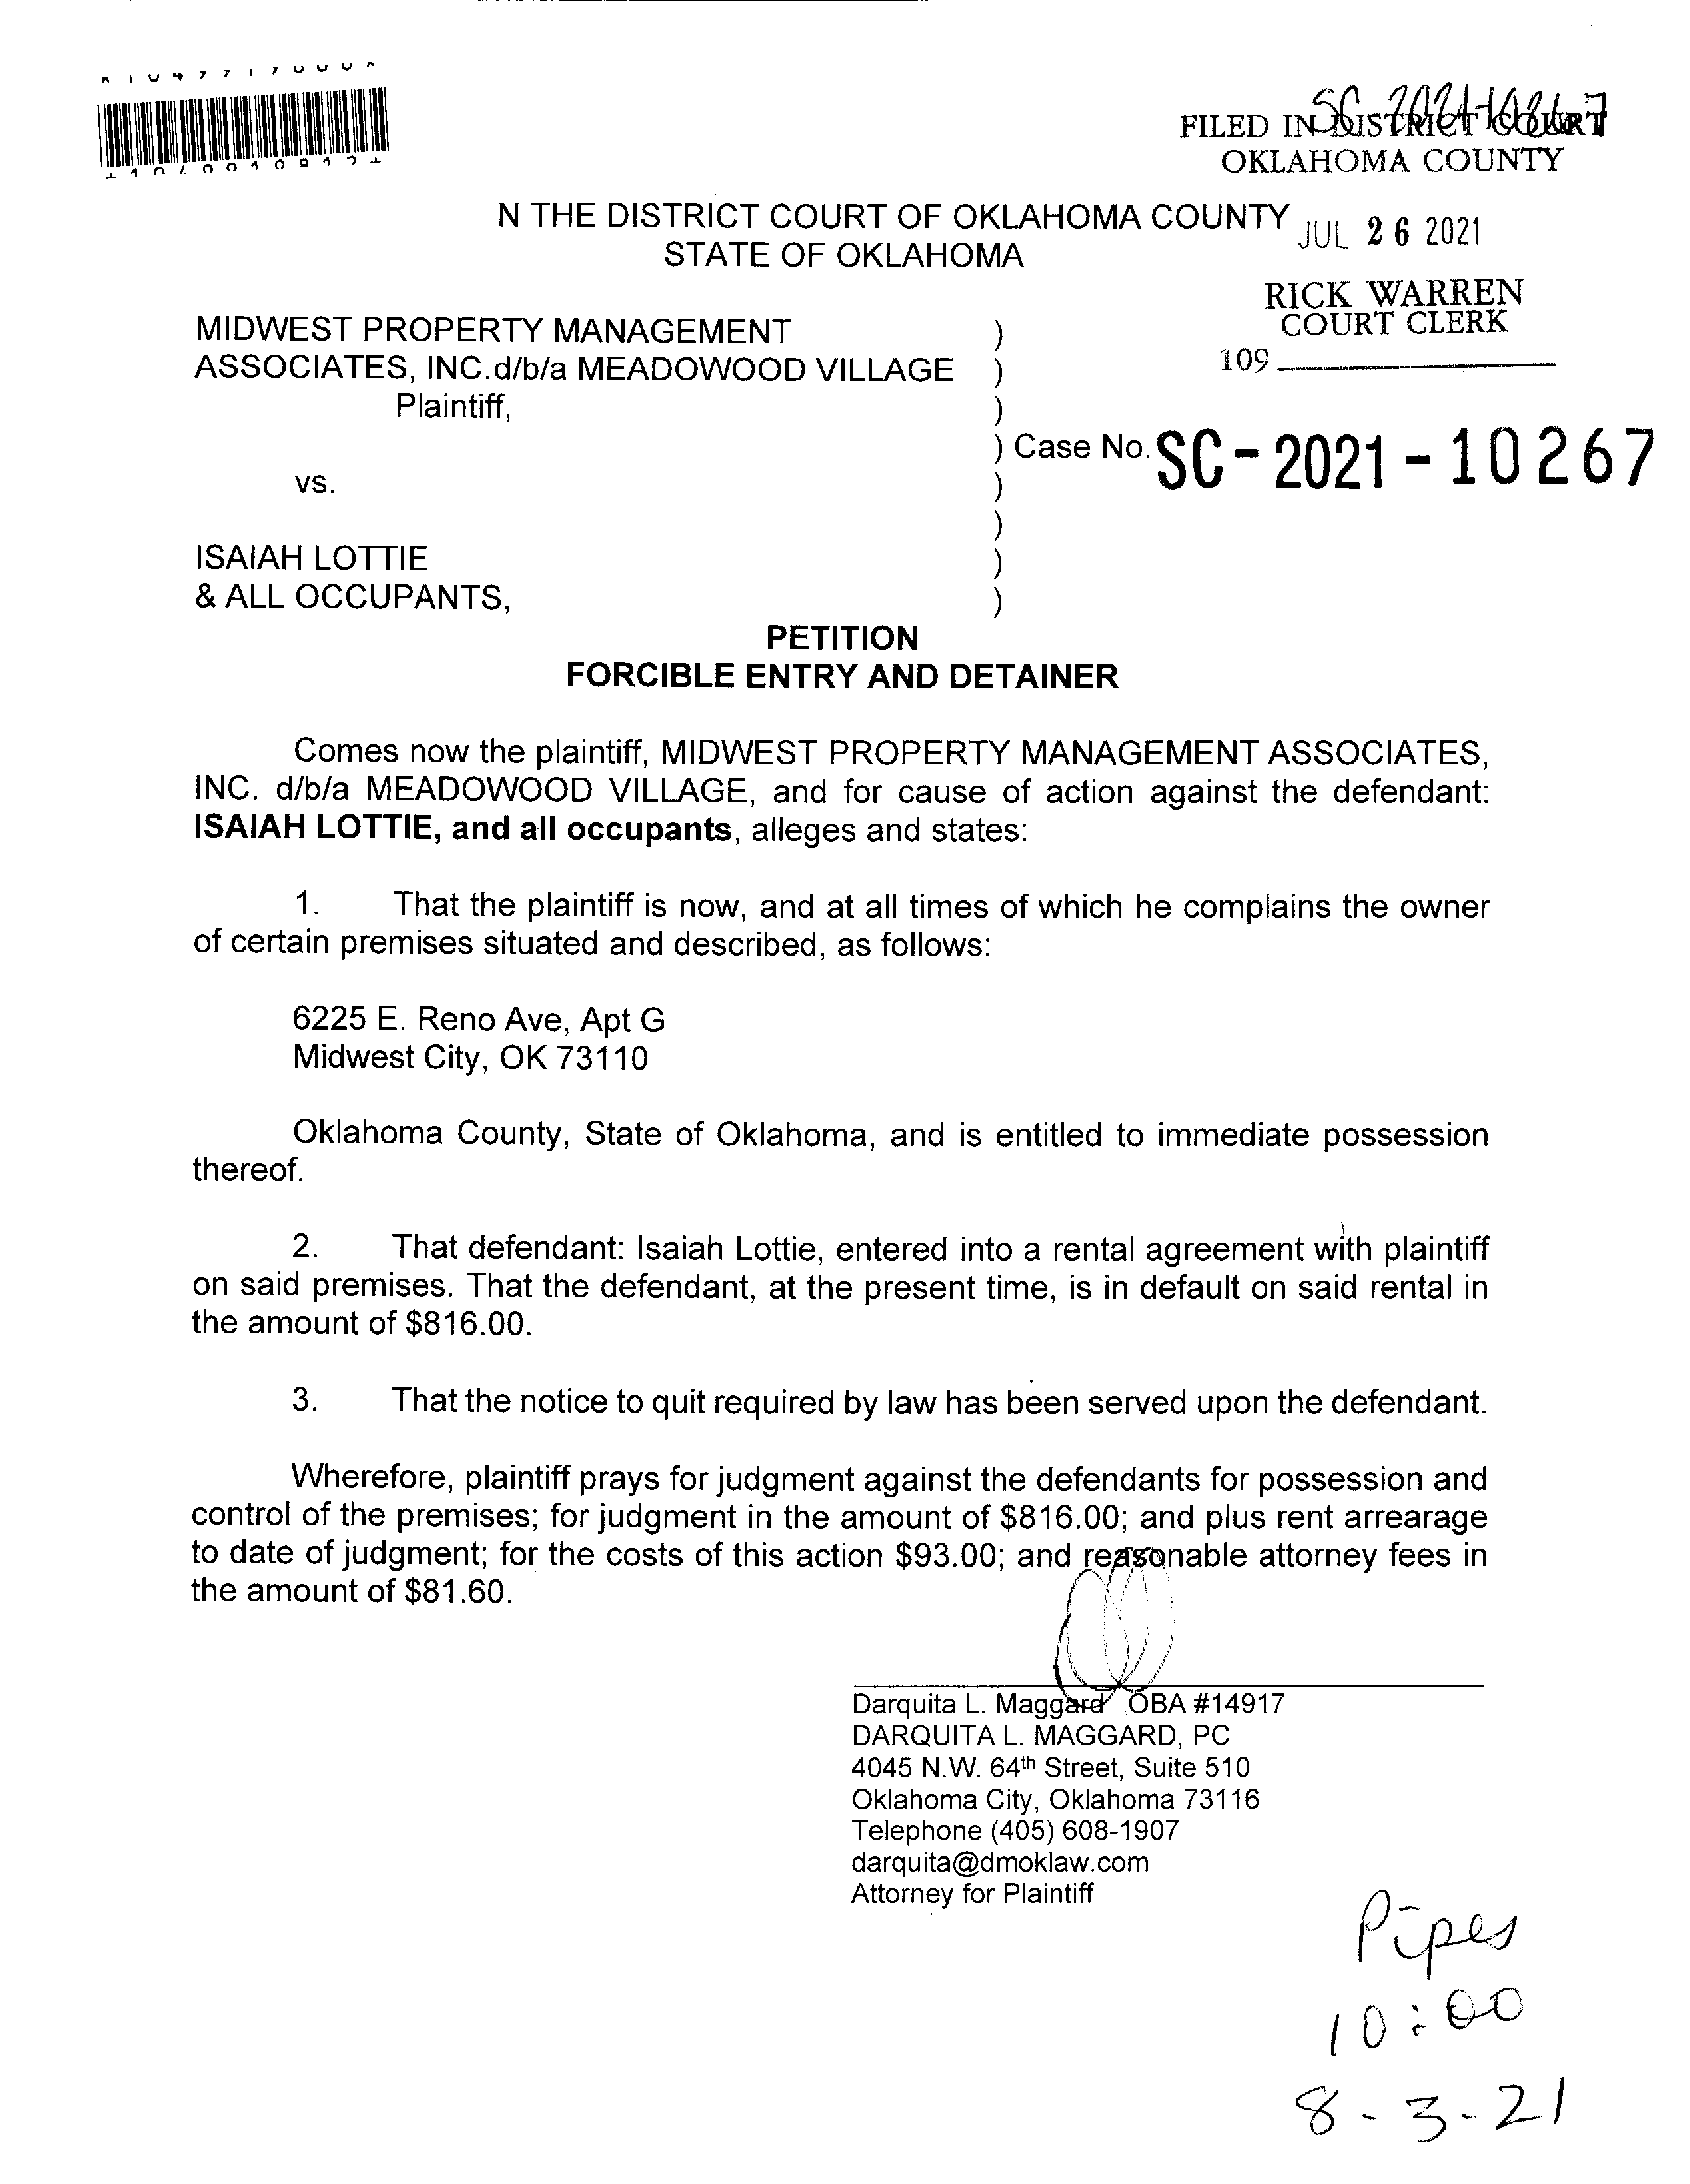 SC-2021-10267
FILED IN DISTRICT COURT
OKLAHOMA COUNTY
N THE DISTRICT COURT OF OKLAHOMA COUNTY
JUL 26 2021
STATE OF OKLAHOMA
RICK WARREN
COURT CLERK
109
MIDWEST PROPERTY MANAGEMENT )
ASSOCIATES, INC.d/b/a MEADOWOOD VILLAGE )
Plaintiff, )
) Case No. SC-2021-10267
vs. )
)
ISAIAH LOTTIE )
& ALL OCCUPANTS, )
PETITION
FORCIBLE ENTRY AND DETAINER
Comes now the plaintiff, MIDWEST PROPERTY MANAGEMENT ASSOCIATES,
INC. d/b/a MEADOWOOD VILLAGE, and for cause of action against the defendant:
ISAIAH LOTTIE, and all occupants, alleges and states:
1. That the plaintiff is now, and at all times of which he complains the owner
of certain premises situated and described, as follows:
6225 E. Reno Ave, Apt G
Midwest City, OK 73110
Oklahoma County, State of Oklahoma, and is entitled to immediate possession
thereof.
2. That defendant: Isaiah Lottie, entered into a rental agreement with plaintiff
on said premises. That the defendant, at the present time, is in default on said rental in
the amount of $816.00.
3. That the notice to quit required by law has been served upon the defendant.
Wherefore, plaintiff prays for judgment against the defendants for possession and
control of the premises; for judgment in the amount of $816.00; and plus rent arrearage
to date of judgment; for the costs of this action $93.00; and reasonable attorney fees in
the amount of $81.60.
Darquita L. Maggard OBA #14917
DARQUITA L. MAGGARD, PC
4045 N.W. 64th Street, Suite 510
Oklahoma City, Oklahoma 73116
Telephone (405) 608-1907
darquita@dmoklaw.com
Attorney for Plaintiff
Pipes
10:00
8-3-21